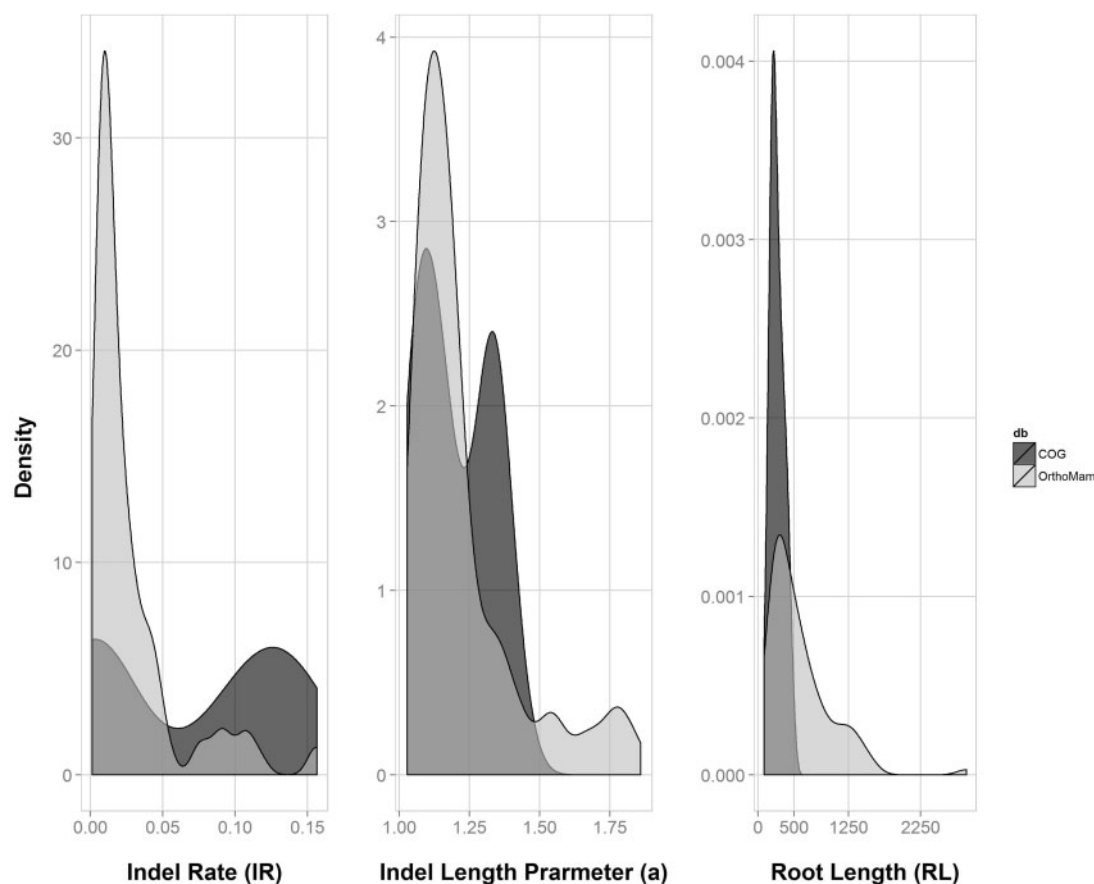 Density
30
20
10
0
0.00 0.05 0.10 0.15
Indel Rate (IR)
4
3
2
1
0
1.00 1.25 1.50 1.75
Indel Length Prarmeter (a)
0.004
0.003
0.002
0.001
0.000
0 500 1250 2250
Root Length (RL)
db
COG
OrthoMam